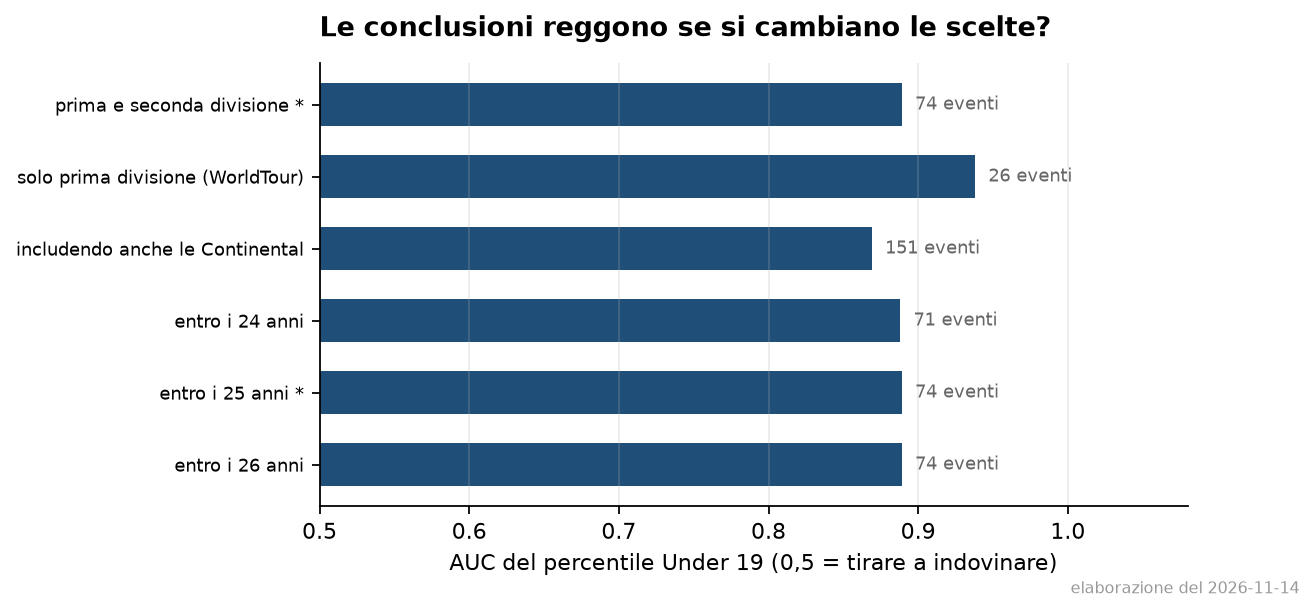 Le conclusioni reggono se si cambiano le scelte?
prima e seconda divisione *
74 eventi
solo prima divisione (WorldTour)
26 eventi
includendo anche le Continental
151 eventi
entro i 24 anni
71 eventi
entro i 25 anni *
74 eventi
entro i 26 anni
74 eventi
0.5 0.6 0.7 0.8 0.9 1.0
AUC del percentile Under 19 (0,5 = tirare a indovinare)
elaborazione del 2026-11-14